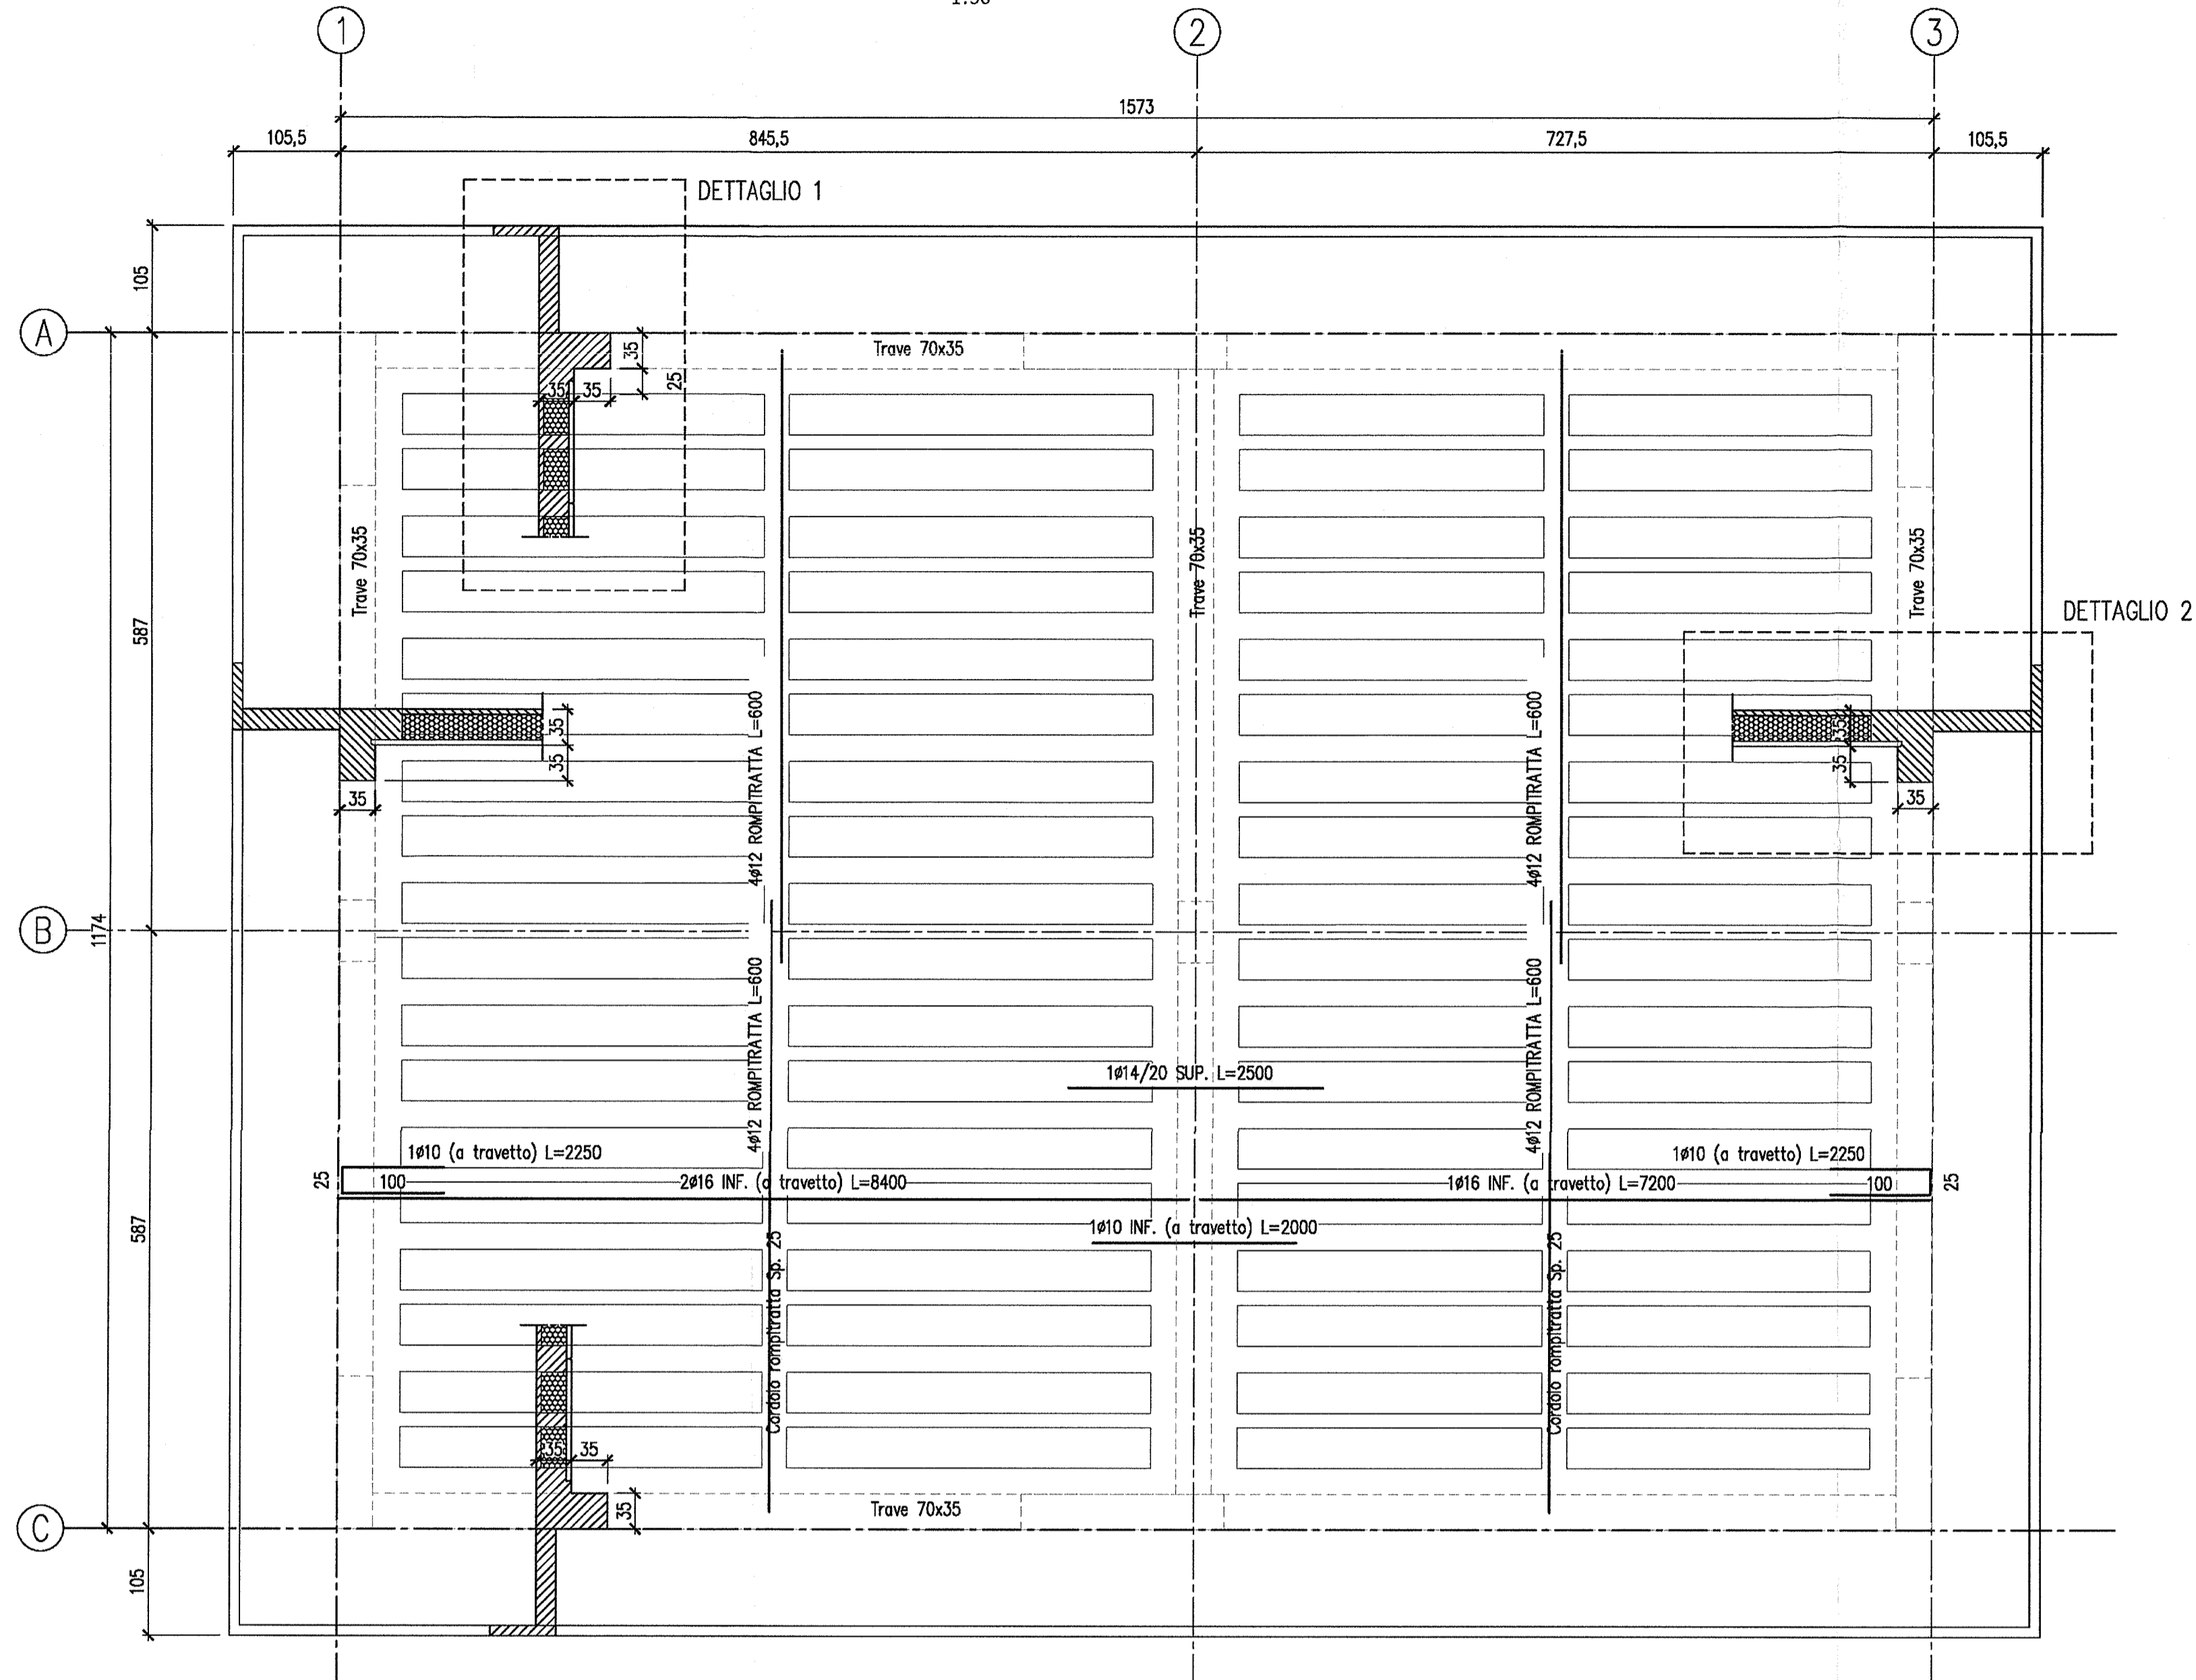 1 2 3
1573
105,5 845,5 727,5 105,5
DETTAGLIO 1
105
A
Trave 70x35
35
25
35 35
Trave 70x35
Trave 70x35
Trave 70x35
587
DETTAGLIO 2
35
35
35
35
35
35
4ø12 ROMPITRATTA L=600
4ø12 ROMPITRATTA L=600
B
1174
4ø12 ROMPITRATTA L=600
4ø12 ROMPITRATTA L=600
1ø14/20 SUP. L=2500
1ø10 (a travetto) L=2250
1ø10 (a travetto) L=2250
25
100
2ø16 INF. (a travetto) L=8400
1ø16 INF. (a travetto) L=7200
100
25
1ø10 INF. (a travetto) L=2000
587
Cordolo rompitratta Sp. 25
Cordolo rompitratta Sp. 25
35 35
35
Trave 70x35
C
105